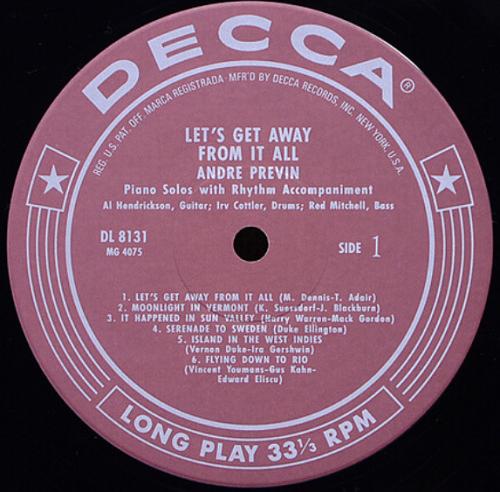 DECCA®
REG. U.S. PAT. OFF. MARCA REGISTRADA · MFR'D BY DECCA RECORDS, INC., NEW YORK, U.S.A.
LET'S GET AWAY
FROM IT ALL
ANDRE PREVIN
Piano Solos with Rhythm Accompaniment
Al Hendrickson, Guitar; Irv Cottler, Drums; Red Mitchell, Bass
DL 8131
MG 4075
SIDE 1
1. LET'S GET AWAY FROM IT ALL (M. Dennis-T. Adair)
2. MOONLIGHT IN VERMONT (K. Suessdorf-J. Blackburn)
3. IT HAPPENED IN SUN VALLEY (Harry Warren-Mack Gordon)
4. SERENADE TO SWEDEN (Duke Ellington)
5. ISLAND IN THE WEST INDIES
(Vernon Duke-Ira Gershwin)
6. FLYING DOWN TO RIO
(Vincent Youmans-Gus Kahn-
Edward Eliscu)
LONG PLAY 33⅓ RPM